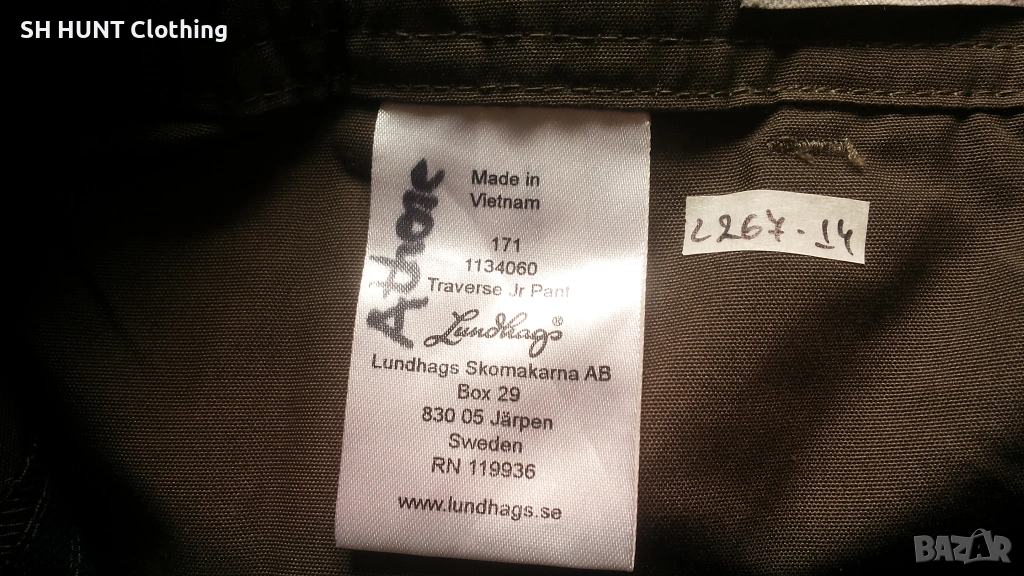 SH HUNT Clothing
Made in
Vietnam
171
1134060
Traverse Jr Pant
Lundhags®
Lundhags Skomakarna AB
Box 29
830 05 Järpen
Sweden
RN 119936
www.lundhags.se
2267-14
BAZAR